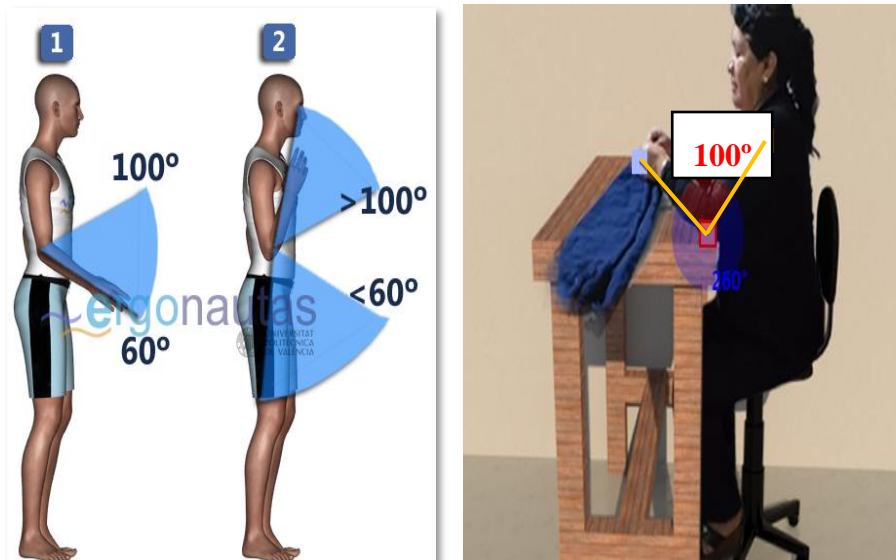 1
2
100º
>100º
<60º
ergonautas
UNIVERSITAT
POLITÈCNICA
DE VALÈNCIA
60º
100º
260°